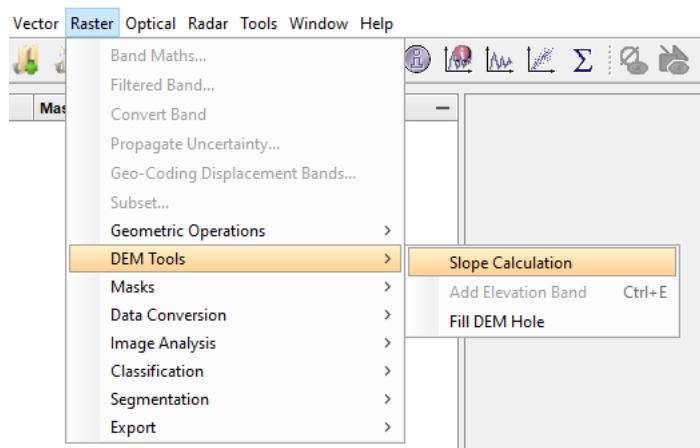 Vector Raster Optical Radar Tools Window Help
Band Maths...
Filtered Band...
Mas
Convert Band
Propagate Uncertainty...
Geo-Coding Displacement Bands...
Subset...
Geometric Operations
DEM Tools
Slope Calculation
Masks
Add Elevation Band Ctrl+E
Data Conversion
Fill DEM Hole
Image Analysis
Classification
Segmentation
Export